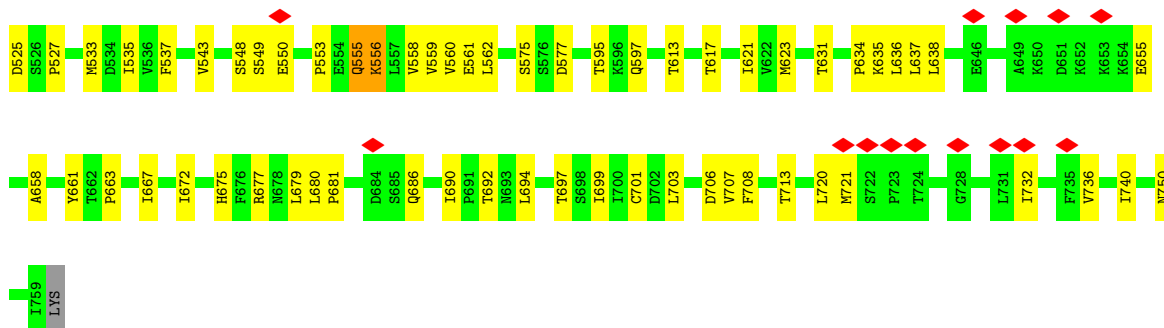 D525 S526 P527 M533 D534 I535 V536 F537 V543 S548 S549 E550 P553 E554 Q555 K556 L557 V558 V559 V560 E561 L562 S575 S576 D577 T595 K596 Q597 T613 T617 I621 V622 M623 T631 P634 K635 L636 L637 L638 E646 A649 K650 D651 K652 K653 K654 E655
A658 Y661 T662 P663 I667 I672 H675 F676 R677 N678 L679 L680 P681 D684 S685 Q686 I690 P691 T692 N693 L694 T697 S698 I699 I700 C701 D702 L703 D706 V707 F708 T713 L720 M721 S722 P723 T724 G728 L731 I732 F735 V736 I740 N750
I759 LYS